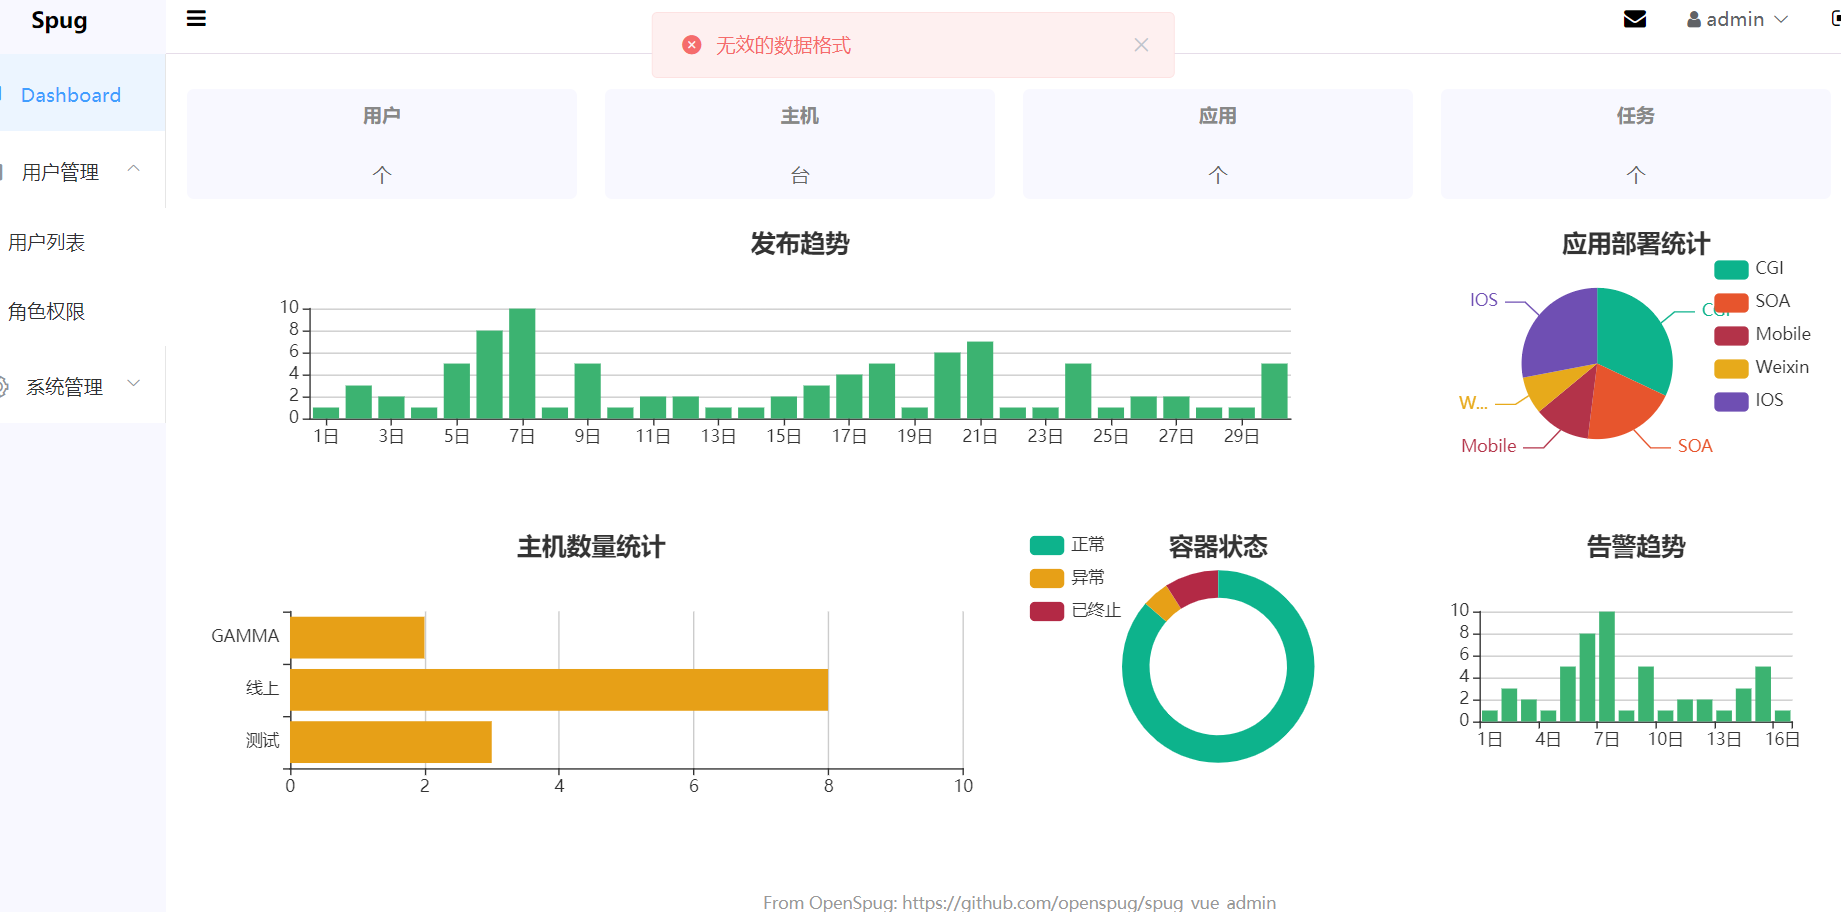 Spug
admin
无效的数据格式
Dashboard
用户管理
用户列表
角色权限
系统管理
用户
个
主机
台
应用
个
任务
个
发布趋势
10
8
6
4
2
0
1日 3日 5日 7日 9日 11日 13日 15日 17日 19日 21日 23日 25日 27日 29日
应用部署统计
CGI
SOA
Mobile
Weixin
IOS
IOS
CGI
W...
Mobile
SOA
主机数量统计
GAMMA
线上
测试
0 2 4 6 8 10
容器状态
正常
异常
已终止
告警趋势
10
8
6
4
2
0
1日 4日 7日 10日 13日 16日
From OpenSpug: https://github.com/openspug/spug_vue_admin